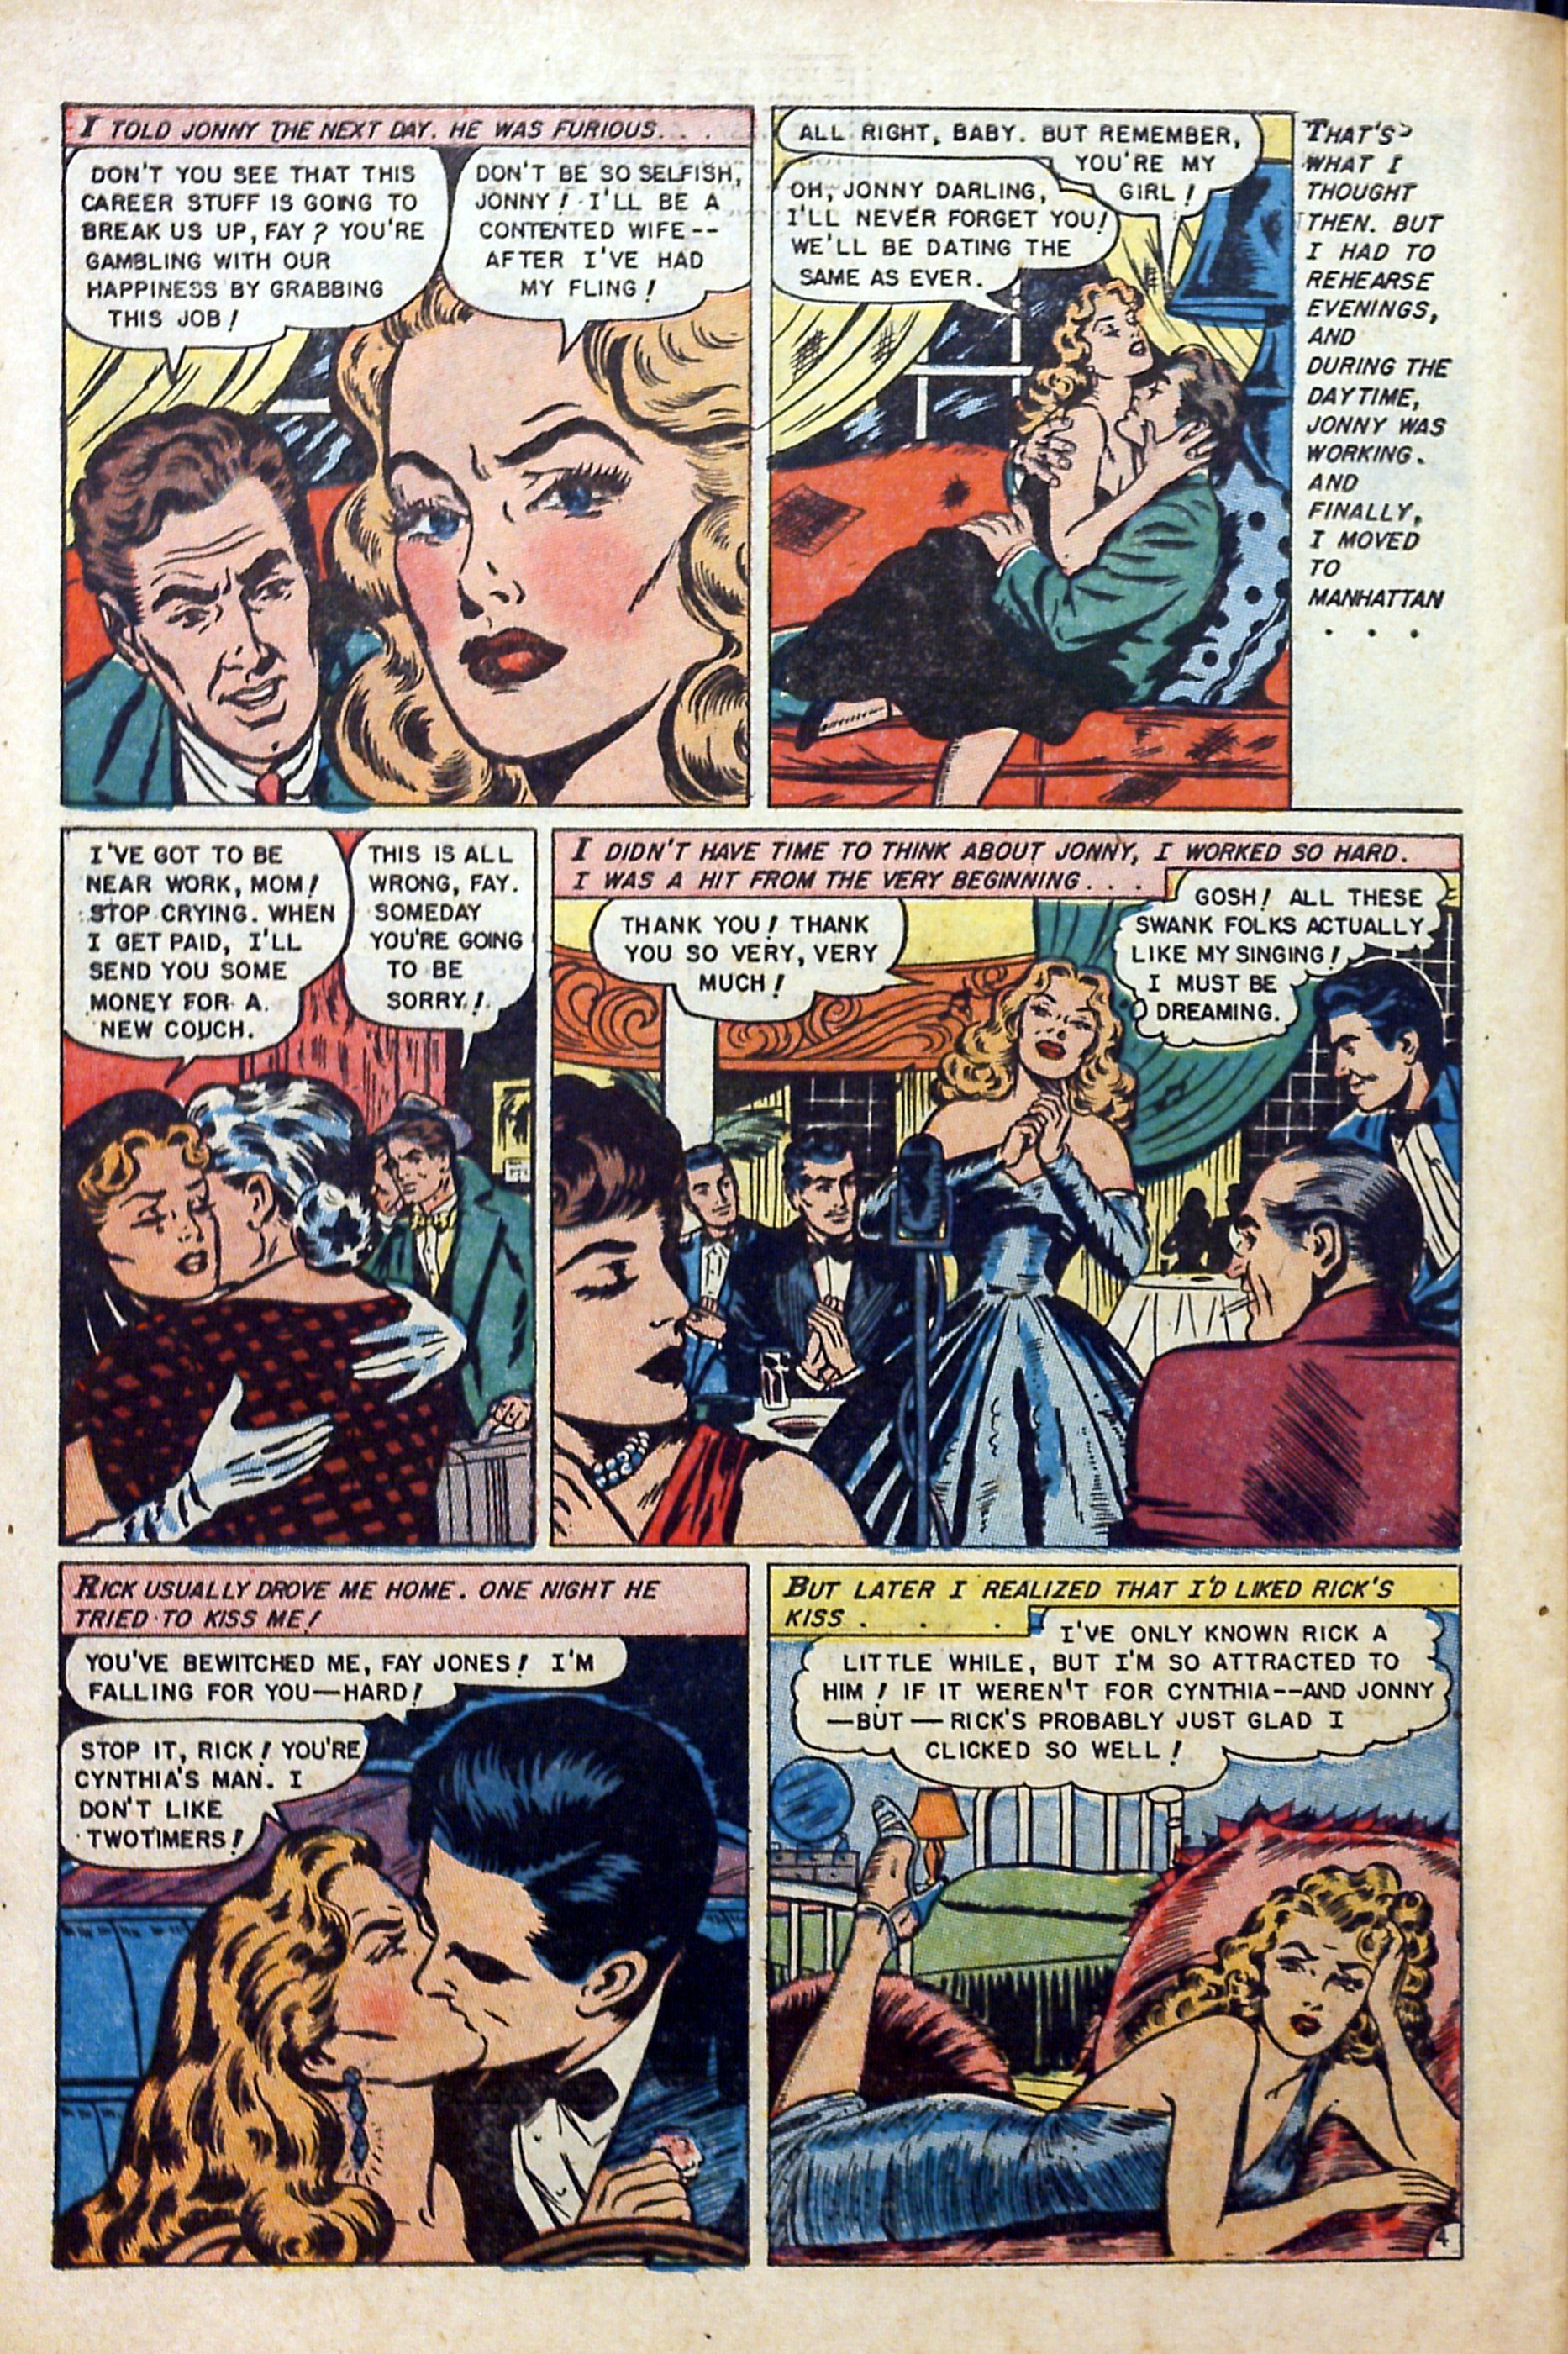 I TOLD JONNY THE NEXT DAY. HE WAS FURIOUS. . .
DON'T YOU SEE THAT THIS
CAREER STUFF IS GOING TO
BREAK US UP, FAY? YOU'RE
GAMBLING WITH OUR
HAPPINESS BY GRABBING
THIS JOB!
DON'T BE SO SELFISH,
JONNY! I'LL BE A
CONTENTED WIFE--
AFTER I'VE HAD
MY FLING!
ALL RIGHT, BABY. BUT REMEMBER,
YOU'RE MY
GIRL!
OH, JONNY DARLING,
I'LL NEVER FORGET YOU!
WE'LL BE DATING THE
SAME AS EVER.
THAT'S
WHAT I
THOUGHT
THEN. BUT
I HAD TO
REHEARSE
EVENINGS,
AND
DURING THE
DAYTIME,
JONNY WAS
WORKING.
AND
FINALLY,
I MOVED
TO
MANHATTAN
. . .
I'VE GOT TO BE
NEAR WORK, MOM!
STOP CRYING. WHEN
I GET PAID, I'LL
SEND YOU SOME
MONEY FOR A
NEW COUCH.
THIS IS ALL
WRONG, FAY.
SOMEDAY
YOU'RE GOING
TO BE
SORRY!
I DIDN'T HAVE TIME TO THINK ABOUT JONNY, I WORKED SO HARD.
I WAS A HIT FROM THE VERY BEGINNING. . .
THANK YOU! THANK
YOU SO VERY, VERY
MUCH!
GOSH! ALL THESE
SWANK FOLKS ACTUALLY
LIKE MY SINGING!
I MUST BE
DREAMING.
RICK USUALLY DROVE ME HOME. ONE NIGHT HE
TRIED TO KISS ME!
YOU'VE BEWITCHED ME, FAY JONES! I'M
FALLING FOR YOU—HARD!
STOP IT, RICK! YOU'RE
CYNTHIA'S MAN. I
DON'T LIKE
TWOTIMERS!
BUT LATER I REALIZED THAT I'D LIKED RICK'S
KISS . . .
I'VE ONLY KNOWN RICK A
LITTLE WHILE, BUT I'M SO ATTRACTED TO
HIM! IF IT WEREN'T FOR CYNTHIA--AND JONNY
—BUT—RICK'S PROBABLY JUST GLAD I
CLICKED SO WELL!
4